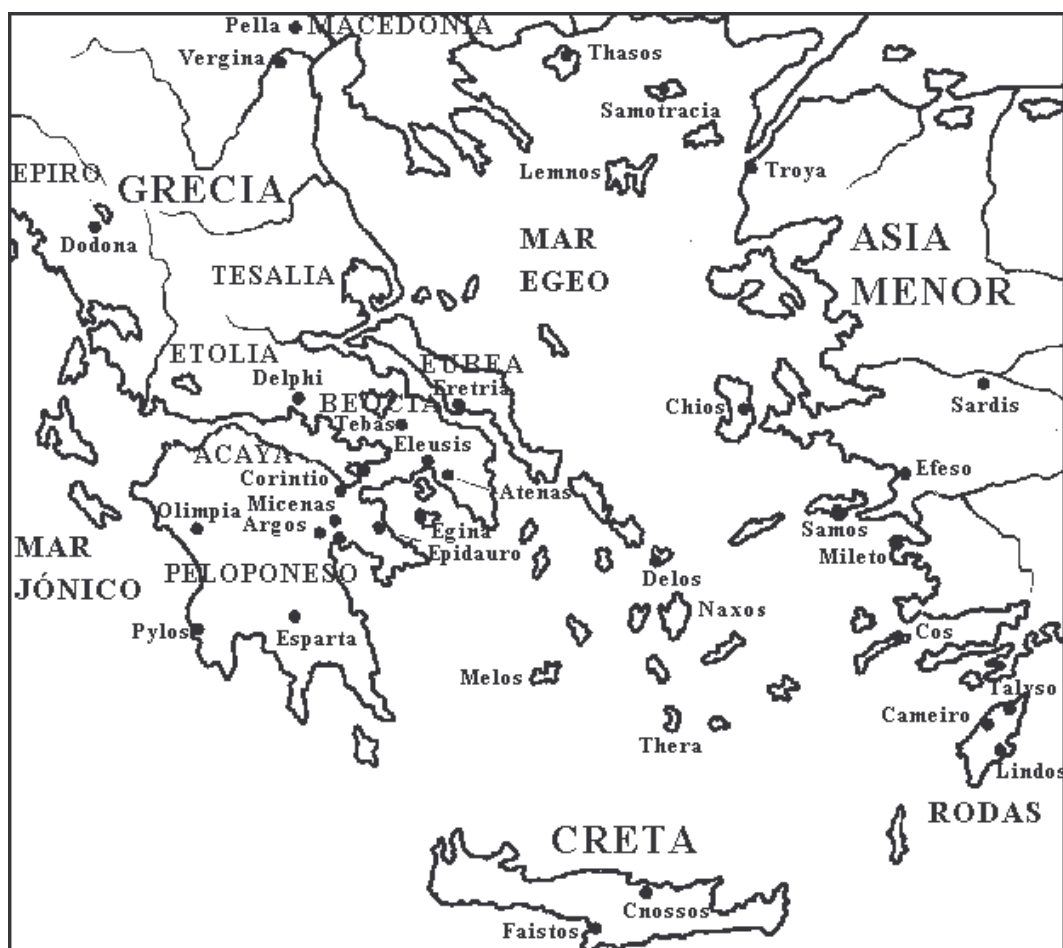 Pella
MACEDONIA
Vergina
Thasos
Samotracia
Lemnos
Troya
EPIRO
GRECIA
Dodona
MAR
EGEO
ASIA
MENOR
TESALIA
ETOLIA
EUBEA
Delphi
Eretria
BEOCIA
Tebas
Chios
Sardis
Eleusis
ACAYA
Corintio
Atenas
Efeso
Micenas
Olimpia
Argos
Egina
Epidauro
Samos
Mileto
MAR
JÓNICO
PELOPONESO
Delos
Naxos
Pylos
Esparta
Cos
Melos
Talyso
Cameiro
Thera
Lindos
RODAS
CRETA
Cnossos
Faistos